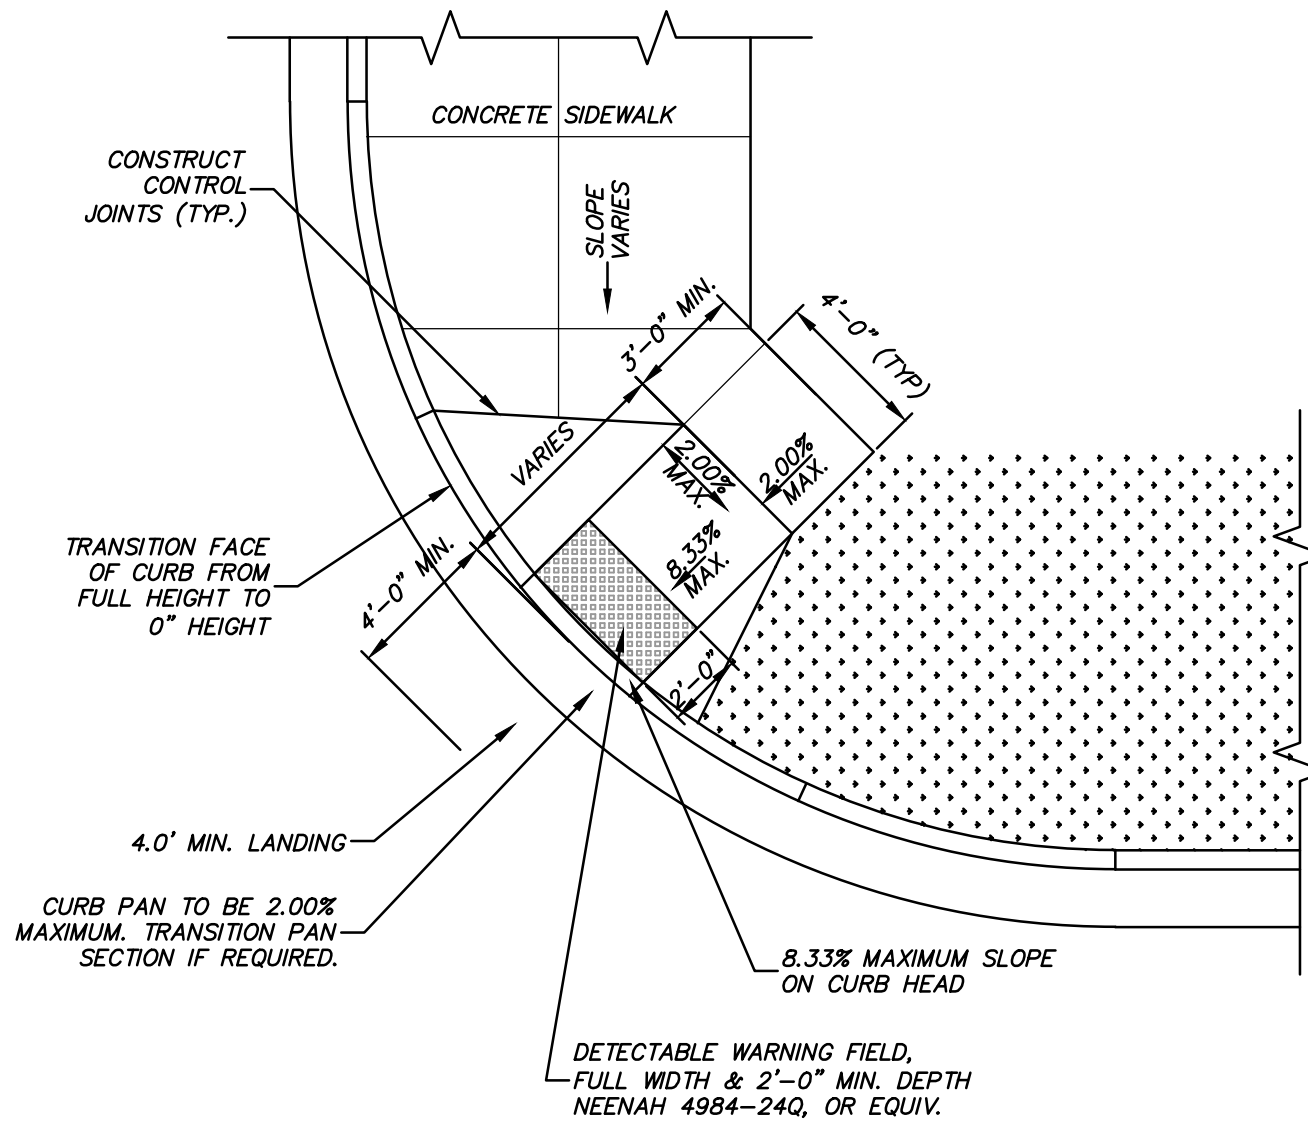 CONCRETE SIDEWALK
CONSTRUCT
CONTROL
JOINTS (TYP.)
SLOPE
VARIES
3'-0" MIN.
4'-0" (TYP)
VARIES
2.00%
MAX.
2.00%
MAX.
8.33%
MAX.
4'-0" MIN.
2'-0"
TRANSITION FACE
OF CURB FROM
FULL HEIGHT TO
0" HEIGHT
4.0' MIN. LANDING
CURB PAN TO BE 2.00%
MAXIMUM. TRANSITION PAN
SECTION IF REQUIRED.
8.33% MAXIMUM SLOPE
ON CURB HEAD
DETECTABLE WARNING FIELD,
FULL WIDTH & 2'-0" MIN. DEPTH
NEENAH 4984-24Q, OR EQUIV.